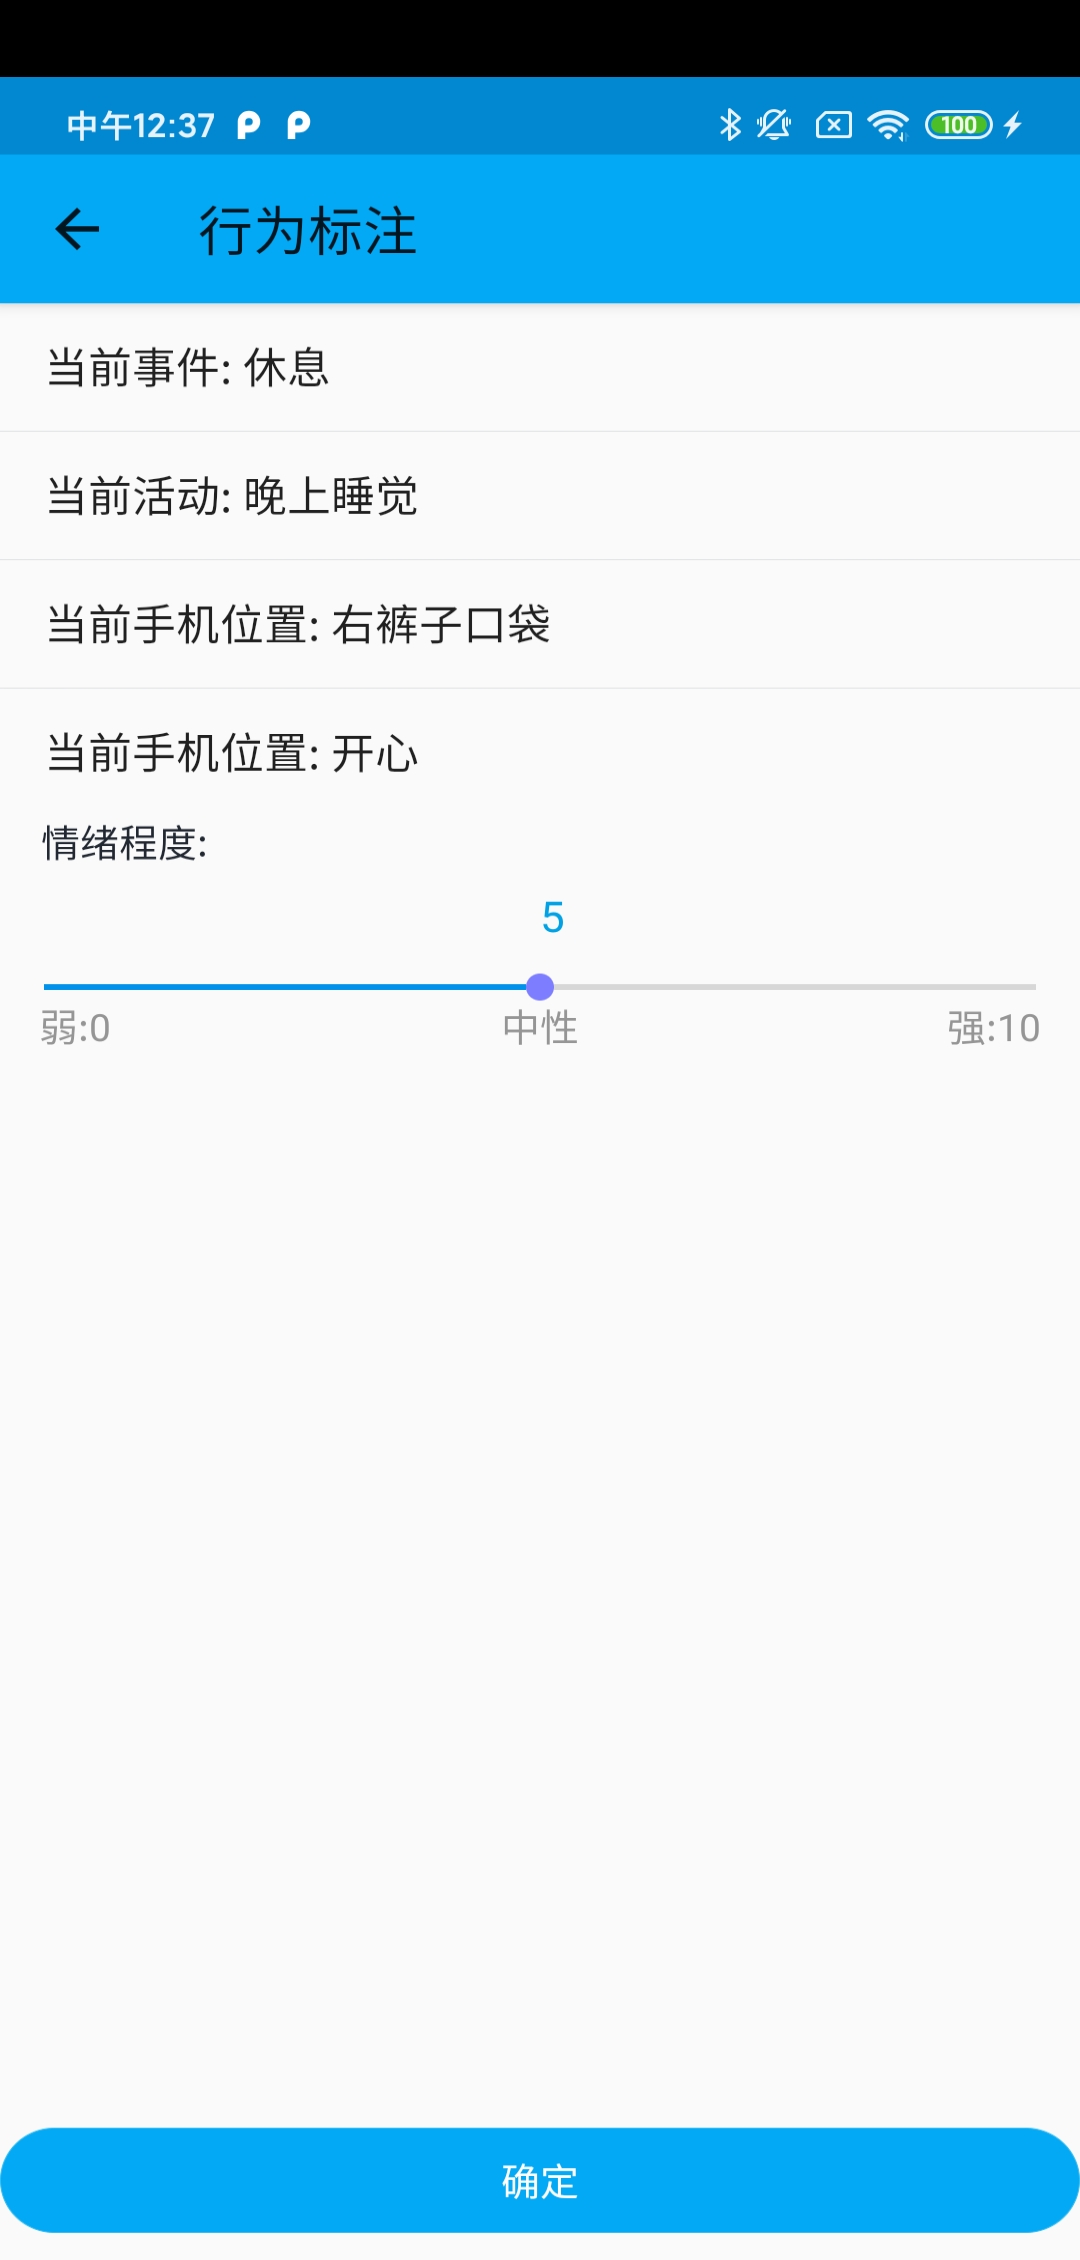 中午12:37
100
行为标注
当前事件: 休息
当前活动: 晚上睡觉
当前手机位置: 右裤子口袋
当前手机位置: 开心
情绪程度:
5
弱:0 中性 强:10
确定